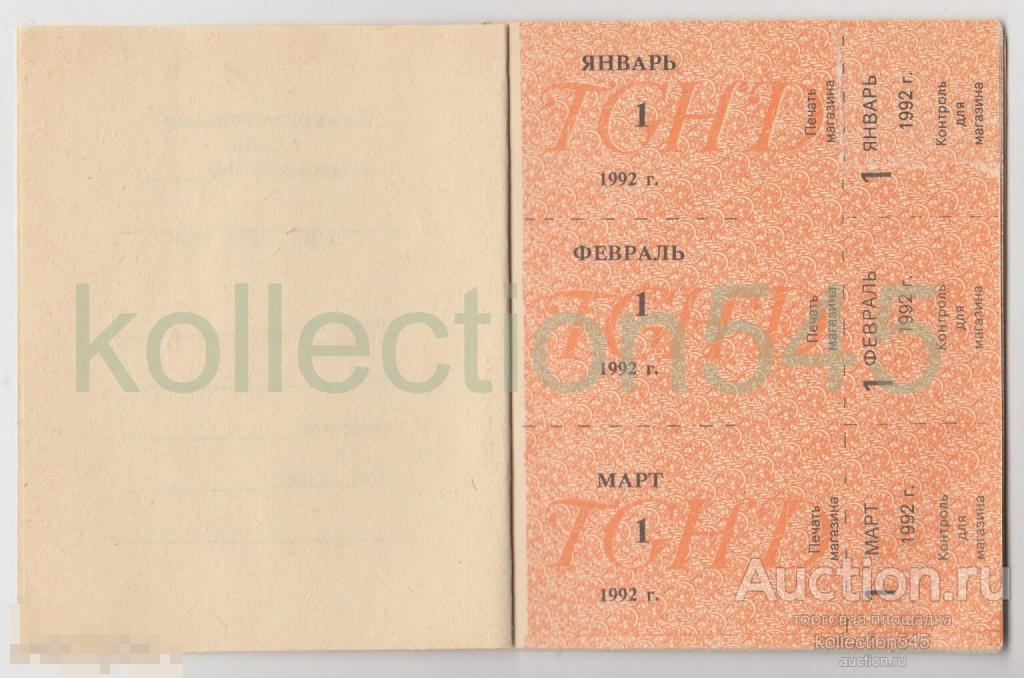 ЯНВАРЬ
1
1992 г.
Печать
магазина
1 ЯНВАРЬ
1992 г.
Контроль
для
магазина
ФЕВРАЛЬ
1
1992 г.
Печать
магазина
1 ФЕВРАЛЬ
1992 г.
Контроль
для
магазина
МАРТ
1
1992 г.
Печать
магазина
1 МАРТ
1992 г.
Контроль
для
магазина
kollection545
Auction.ru
торговая площадка
kollection545
auction.ru